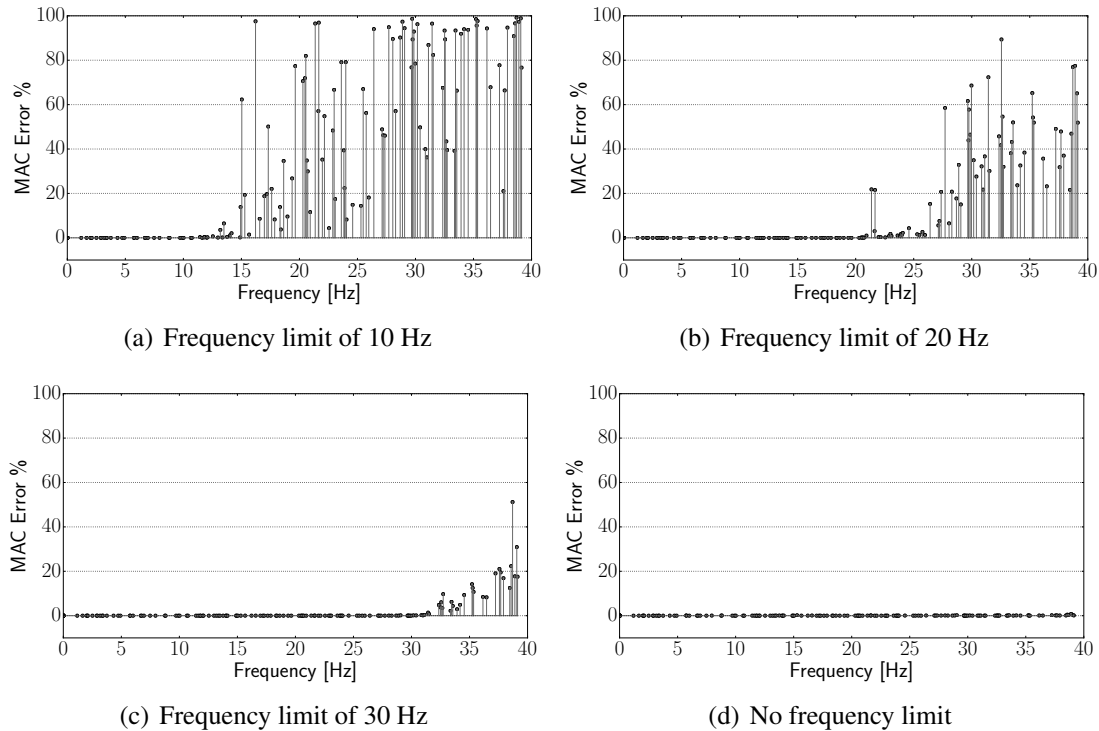 100
80
60
40
20
0
MAC Error %
0 5 10 15 20 25 30 35 40
Frequency [Hz]
(a) Frequency limit of 10 Hz
100
80
60
40
20
0
MAC Error %
0 5 10 15 20 25 30 35 40
Frequency [Hz]
(b) Frequency limit of 20 Hz
100
80
60
40
20
0
MAC Error %
0 5 10 15 20 25 30 35 40
Frequency [Hz]
(c) Frequency limit of 30 Hz
100
80
60
40
20
0
MAC Error %
0 5 10 15 20 25 30 35 40
Frequency [Hz]
(d) No frequency limit